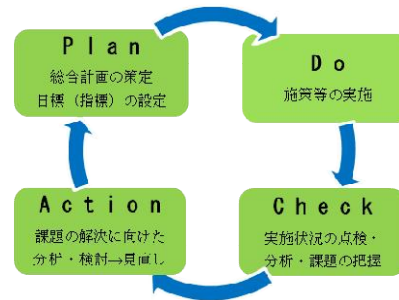 Plan
総合計画の策定
目標（指標）の設定
Do
施策等の実施
Check
実施状況の点検・
分析・課題の把握
Action
課題の解決に向けた
分析・検討→見直し